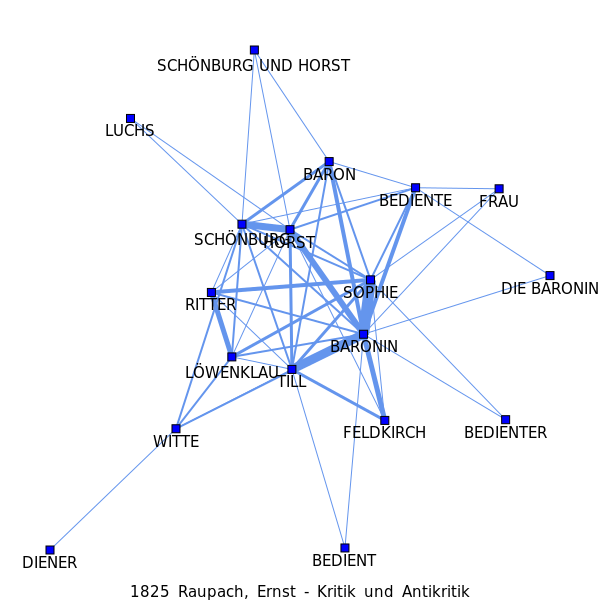 SCHÖNBURG UND HORST
LUCHS
BARON
BEDIENTE
FRAU
SCHÖNBURG
HORST
DIE BARONIN
SOPHIE
RITTER
BARONIN
LÖWENKLAU
TILL
FELDKIRCH
BEDIENTER
WITTE
DIENER
BEDIENT
1825 Raupach, Ernst - Kritik und Antikritik